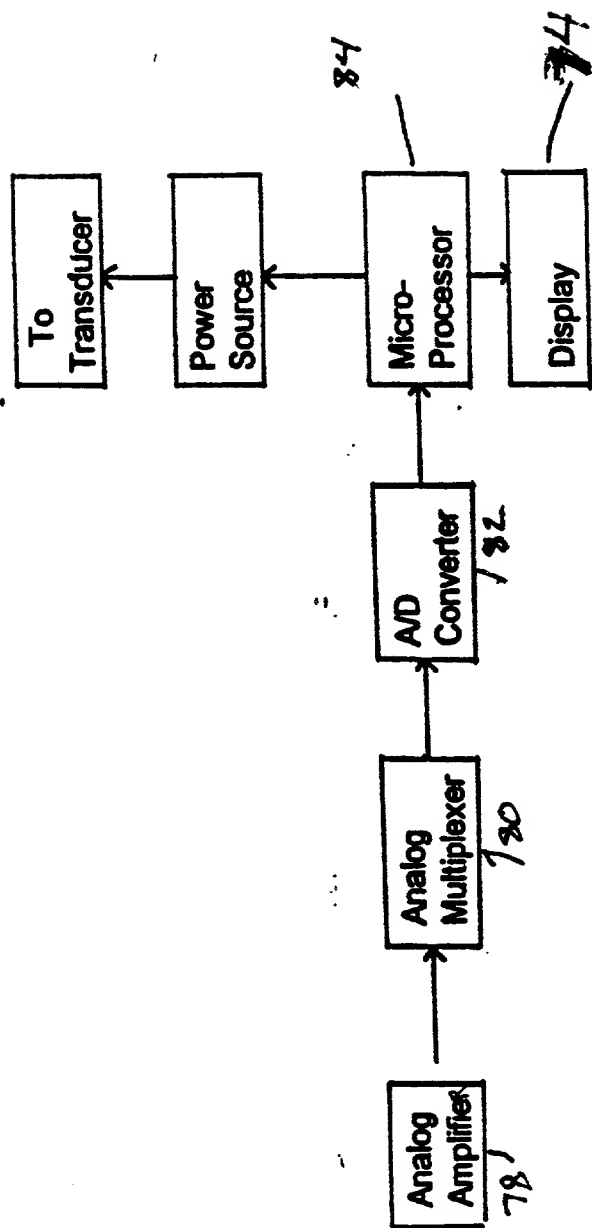 To
Transducer
Power
Source
84
Analog
Amplifier
78
Analog
Multiplexer
80
A/D
Converter
82
Micro-
Processor
Display